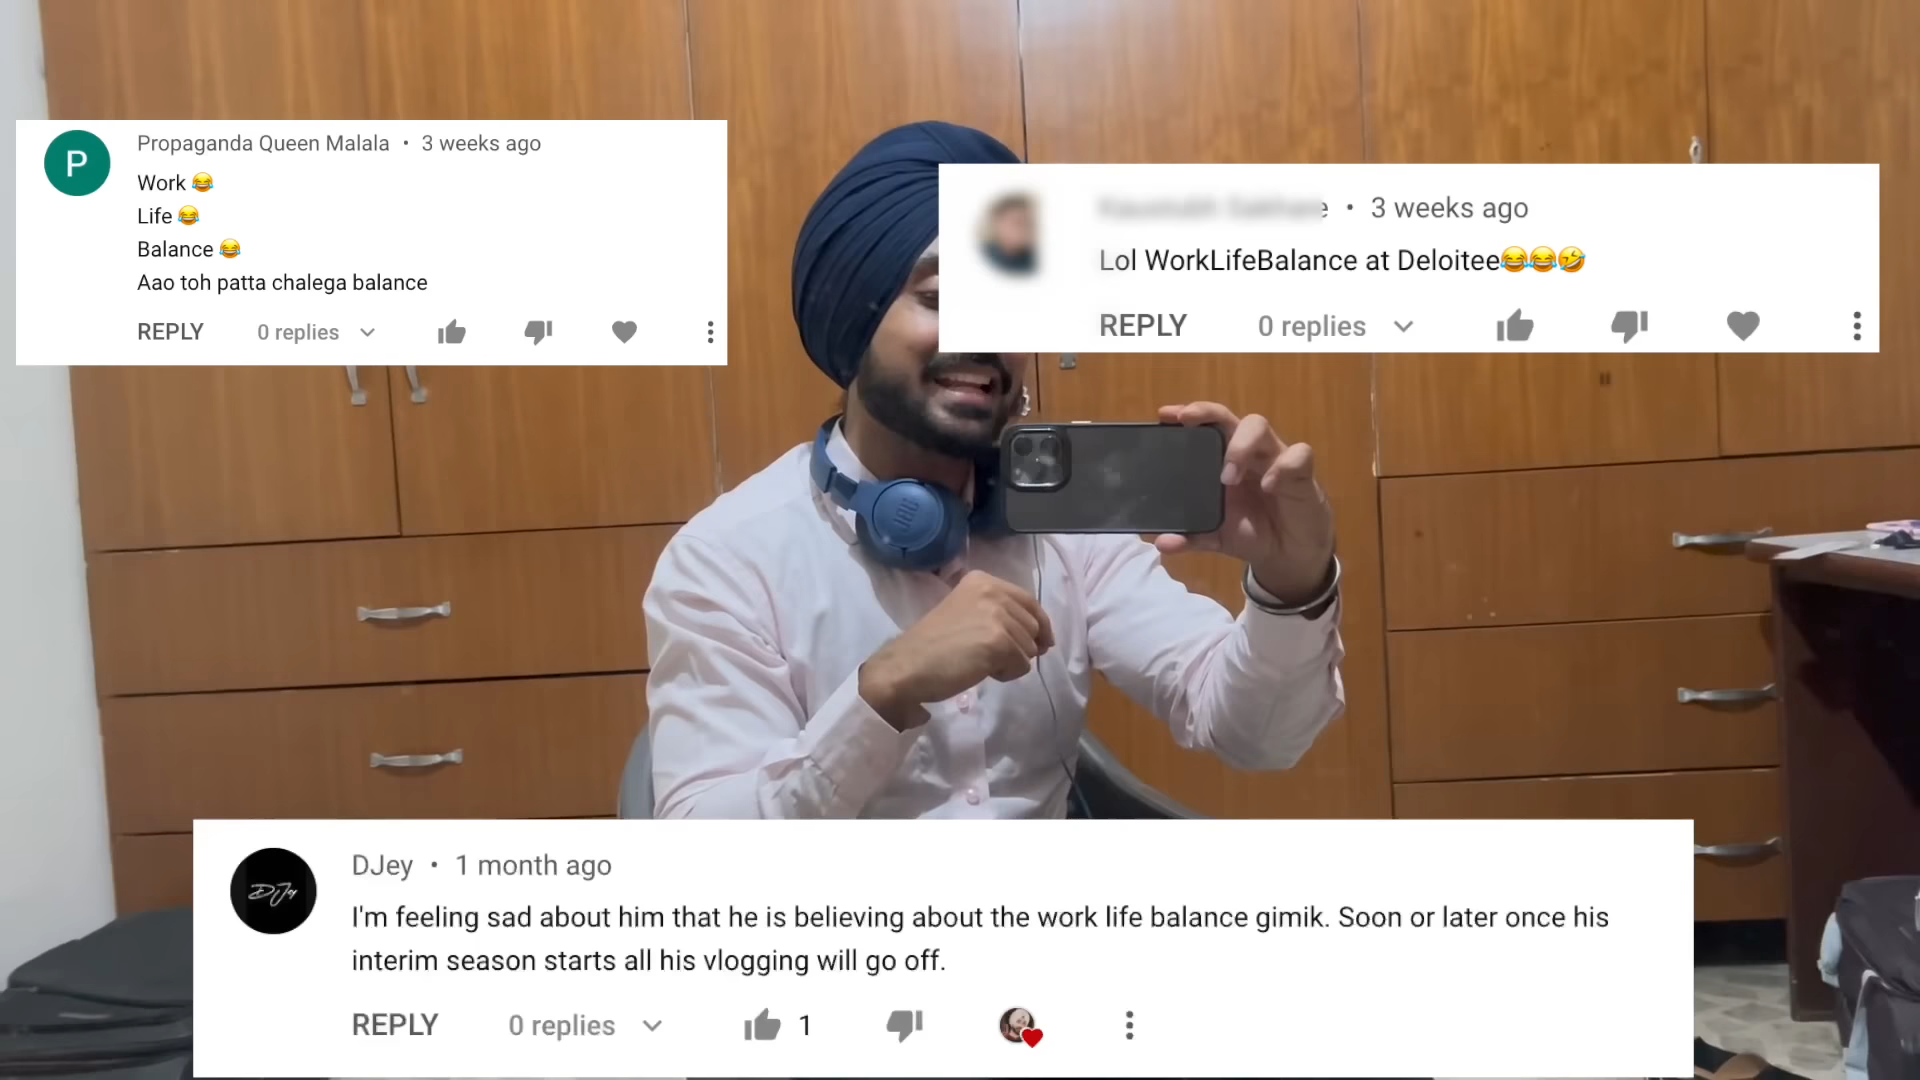 Propaganda Queen Malala • 3 weeks ago
P
Work 😂
Life 😂
Balance 😂
Aao toh patta chalega balance
REPLY 0 replies
• 3 weeks ago
Lol WorkLifeBalance at Deloitee😂😂🤣
REPLY 0 replies
JBL
DJey • 1 month ago
DJey
I'm feeling sad about him that he is believing about the work life balance gimik. Soon or later once his
interim season starts all his vlogging will go off.
REPLY 0 replies 1